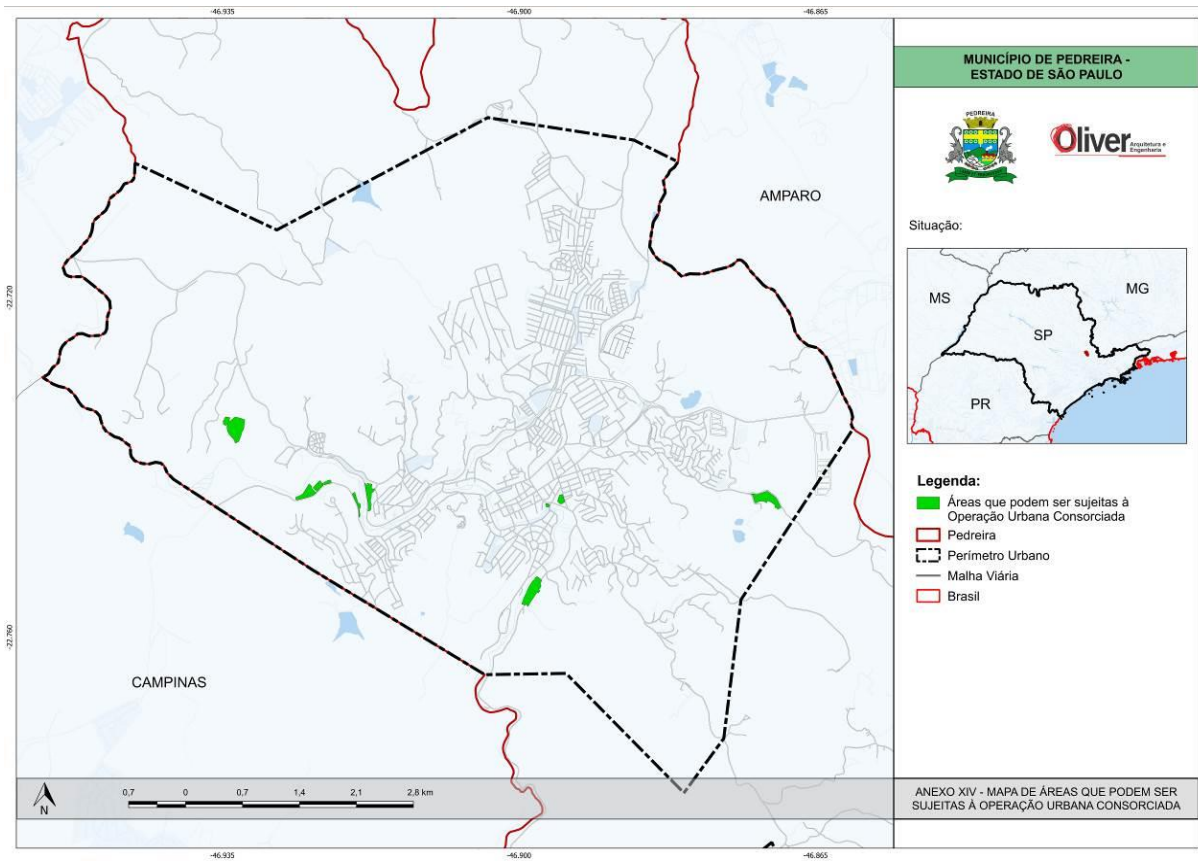 -46.935
-46.900
-46.865
-22.720
-22.760
AMPARO
CAMPINAS
N
0,7
0
0,7
1,4
2,1
2,8 km
-46.935
-46.900
-46.865
MUNICÍPIO DE PEDREIRA -
ESTADO DE SÃO PAULO
PEDREIRA
Oliver
Arquitetura e
Engenharia
Situação:
MS
MG
SP
PR
Legenda:
Áreas que podem ser sujeitas à
Operação Urbana Consorciada
Pedreira
Perímetro Urbano
Malha Viária
Brasil
ANEXO XIV - MAPA DE ÁREAS QUE PODEM SER
SUJEITAS À OPERAÇÃO URBANA CONSORCIADA